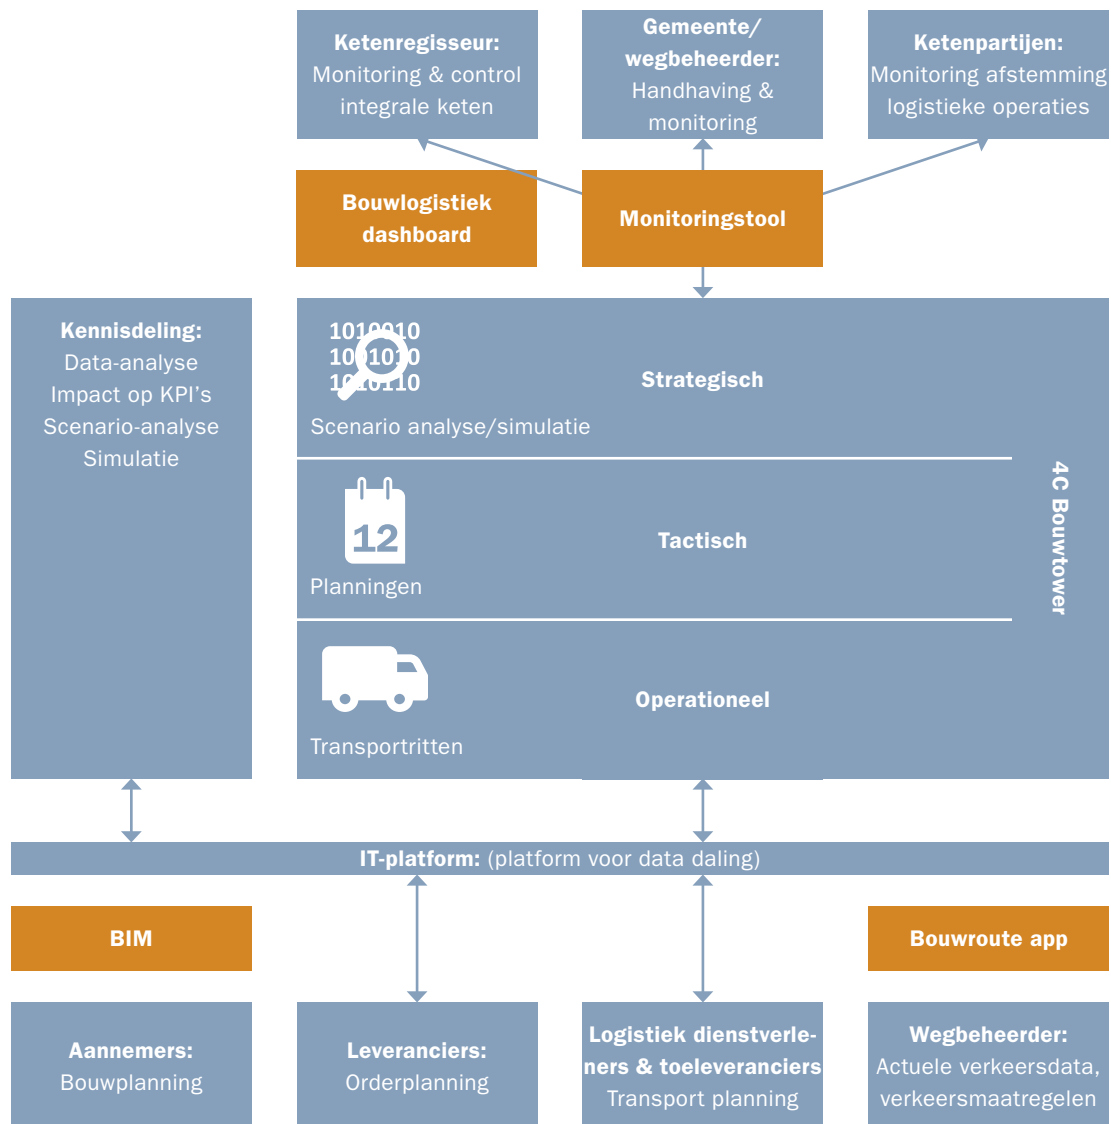 Ketenregisseur:
Monitoring & control
integrale keten
Gemeente/
wegbeheerder:
Handhaving &
monitoring
Ketenpartijen:
Monitoring afstemming
logistieke operaties
Bouwlogistiek
dashboard
Monitoringstool
Kennisdeling:
Data-analyse
Impact op KPI's
Scenario-analyse
Simulatie
1010010
1001010
1010110
Scenario analyse/simulatie
Strategisch
12
Planningen
Tactisch
Transportritten
Operationeel
4C Bouwtower
IT-platform: (platform voor data daling)
BIM
Bouwroute app
Aannemers:
Bouwplanning
Leveranciers:
Orderplanning
Logistiek dienstverle-
ners & toeleveranciers
Transport planning
Wegbeheerder:
Actuele verkeersdata,
verkeersmaatregelen